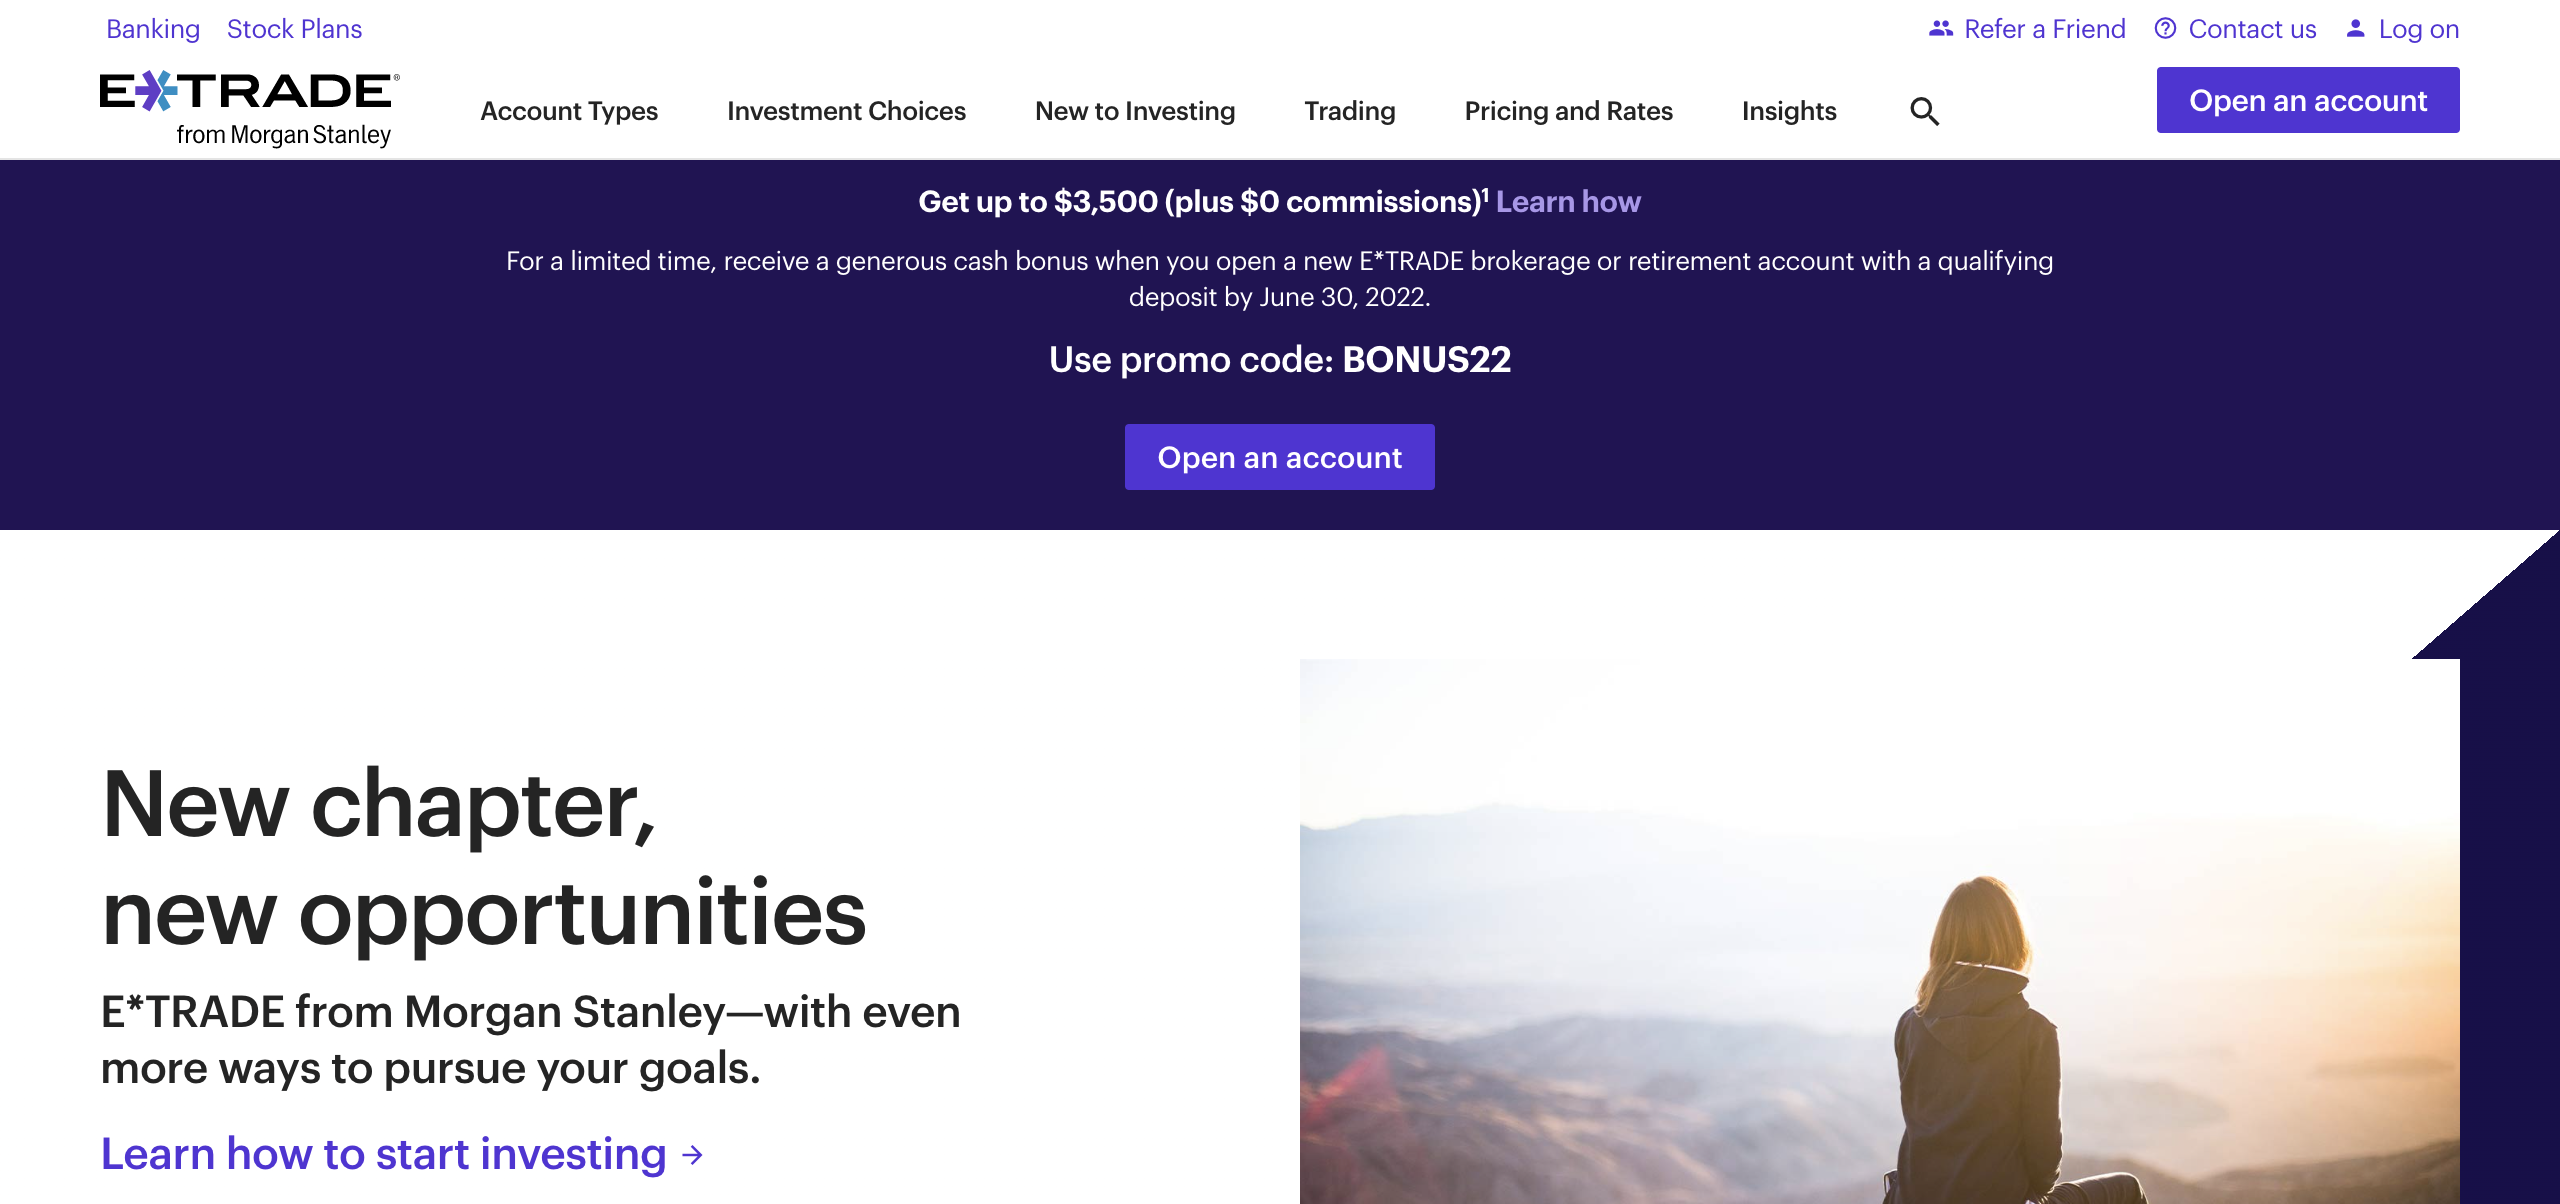 Banking Stock Plans
Refer a Friend Contact us Log on
E*TRADE®
from Morgan Stanley
Account Types Investment Choices New to Investing Trading Pricing and Rates Insights
Open an account
Get up to $3,500 (plus $0 commissions)¹ Learn how
For a limited time, receive a generous cash bonus when you open a new E*TRADE brokerage or retirement account with a qualifying
deposit by June 30, 2022.
Use promo code: BONUS22
Open an account
New chapter,
new opportunities
E*TRADE from Morgan Stanley—with even
more ways to pursue your goals.
Learn how to start investing →